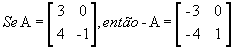 Se A = [3 0; 4 -1], então - A = [-3 0; -4 1]